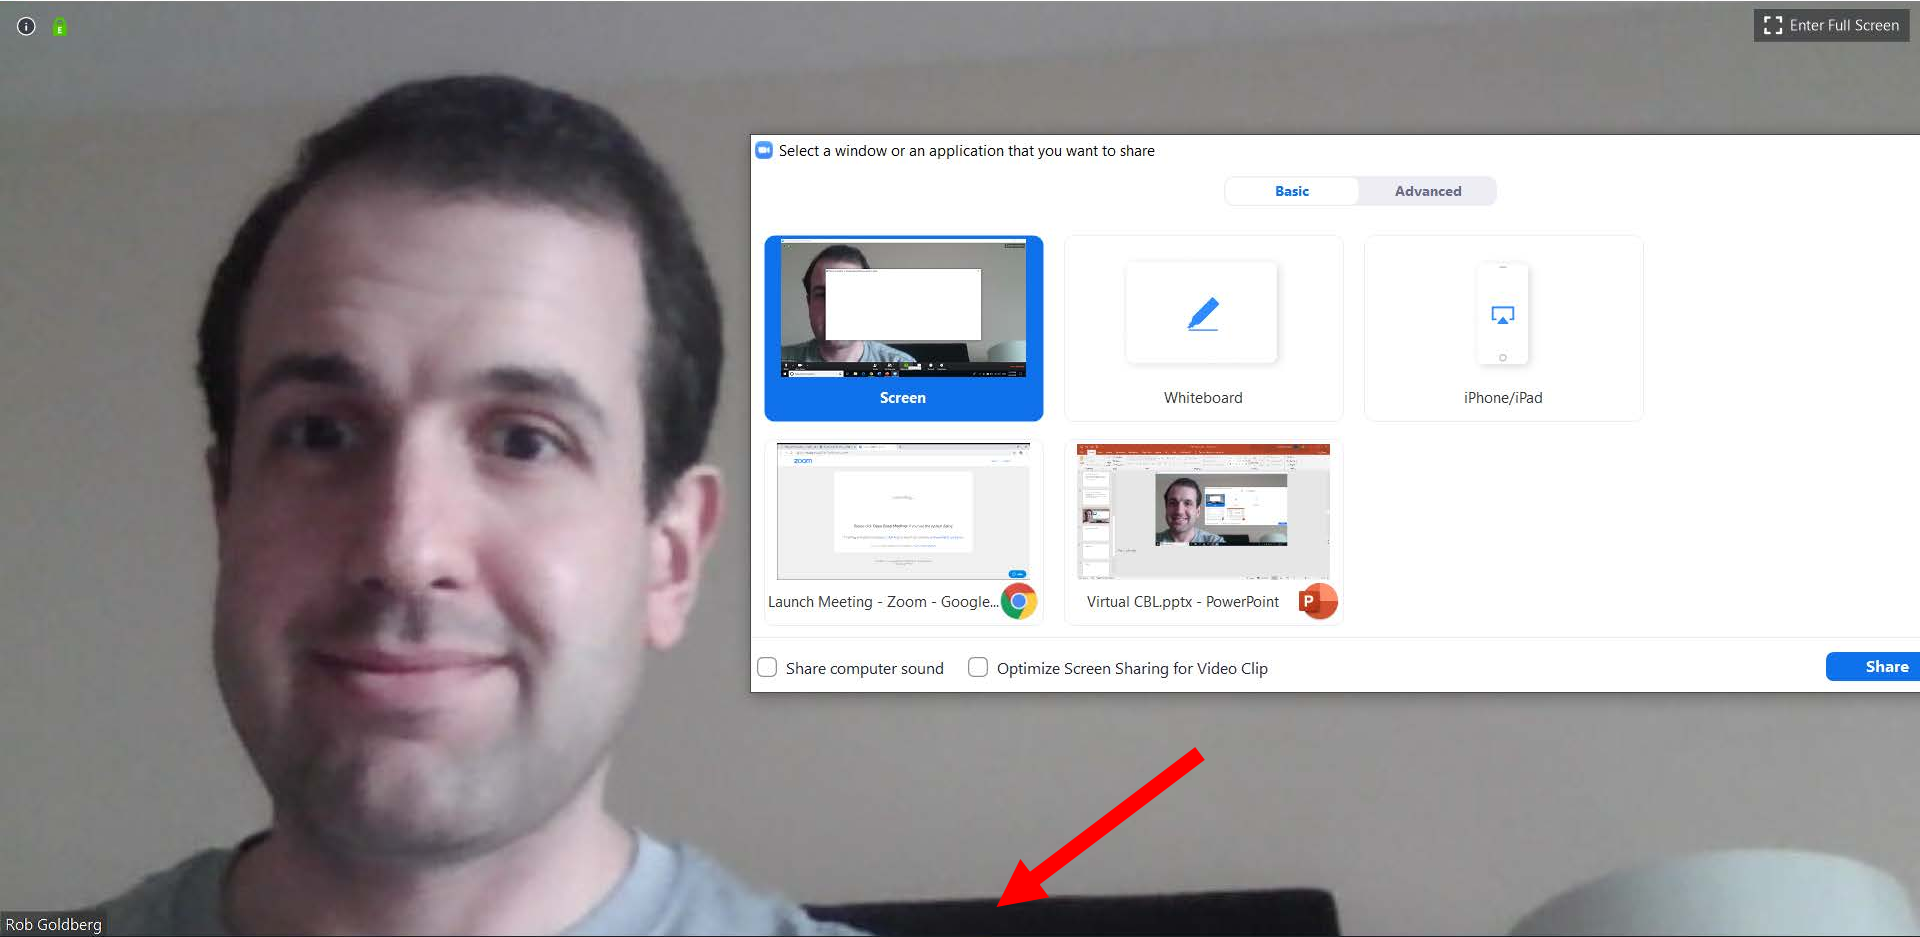 Enter Full Screen
Select a window or an application that you want to share
Basic
Advanced
Screen
Whiteboard
iPhone/iPad
zoom
Launch Meeting - Zoom - Google...
Virtual CBL.pptx - PowerPoint
P
Share computer sound
Optimize Screen Sharing for Video Clip
Share
Rob Goldberg